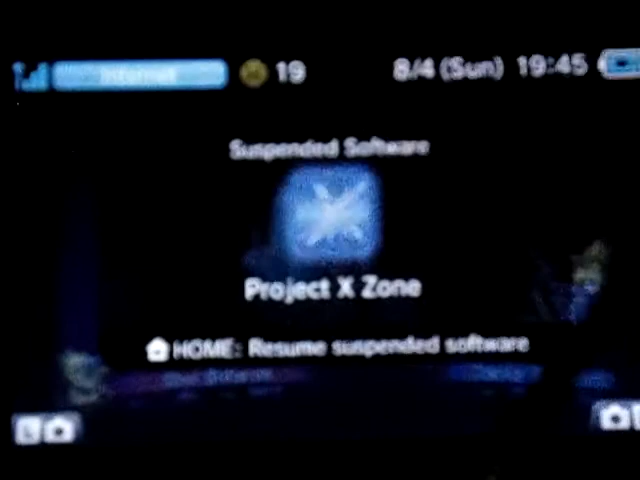 Internet 19 8/4 (Sun) 19:45
Suspended Software
Project X Zone
HOME: Resume suspended software
L